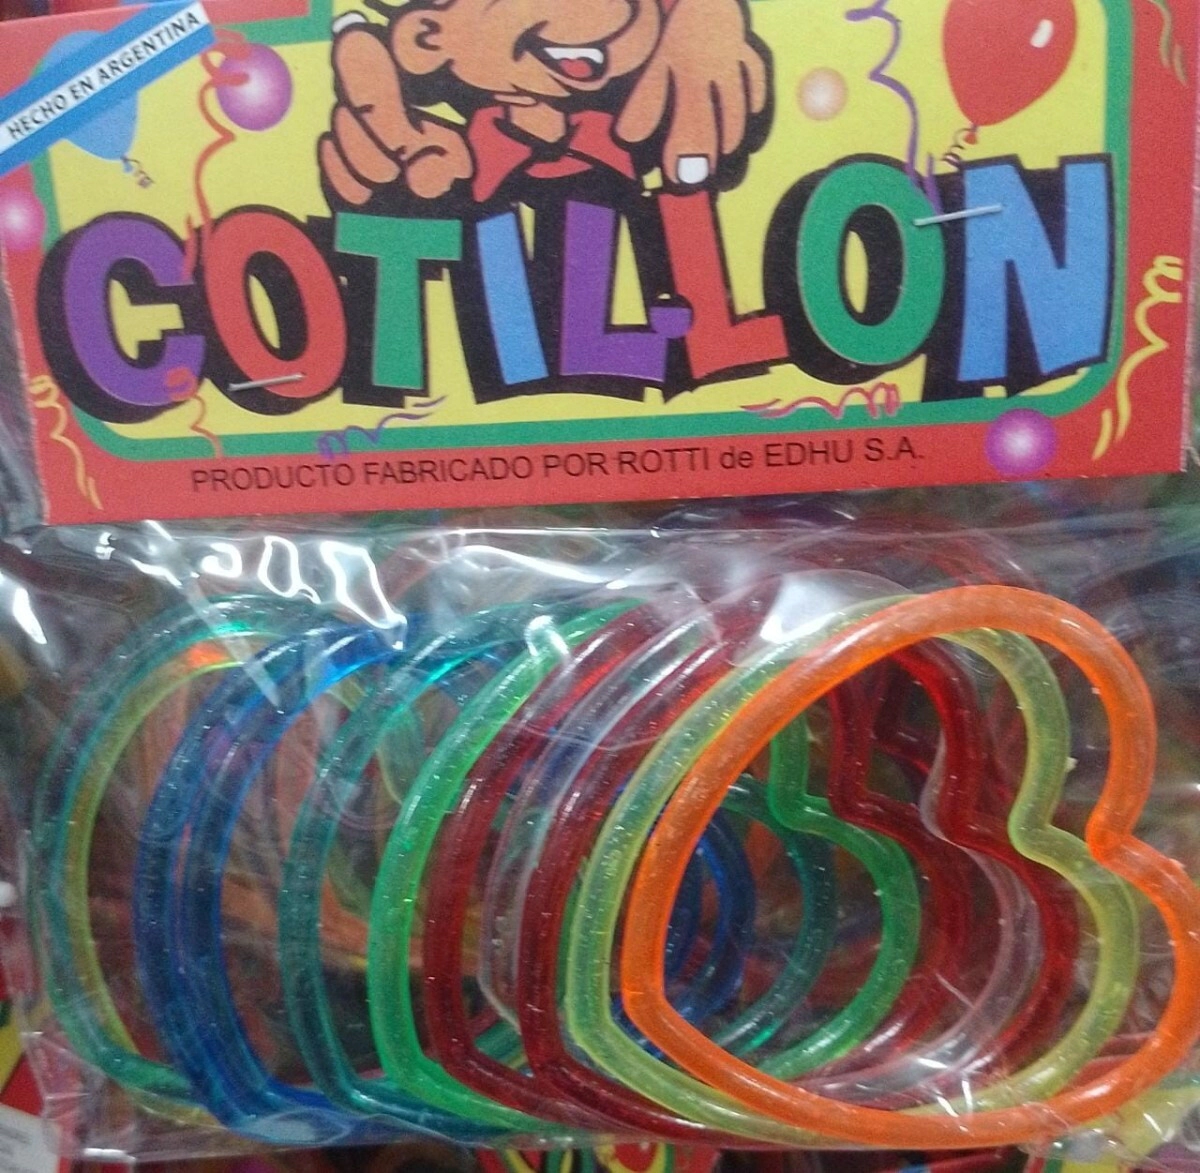 HECHO EN ARGENTINA
COTILLON
PRODUCTO FABRICADO POR ROTTI de EDHU S.A.